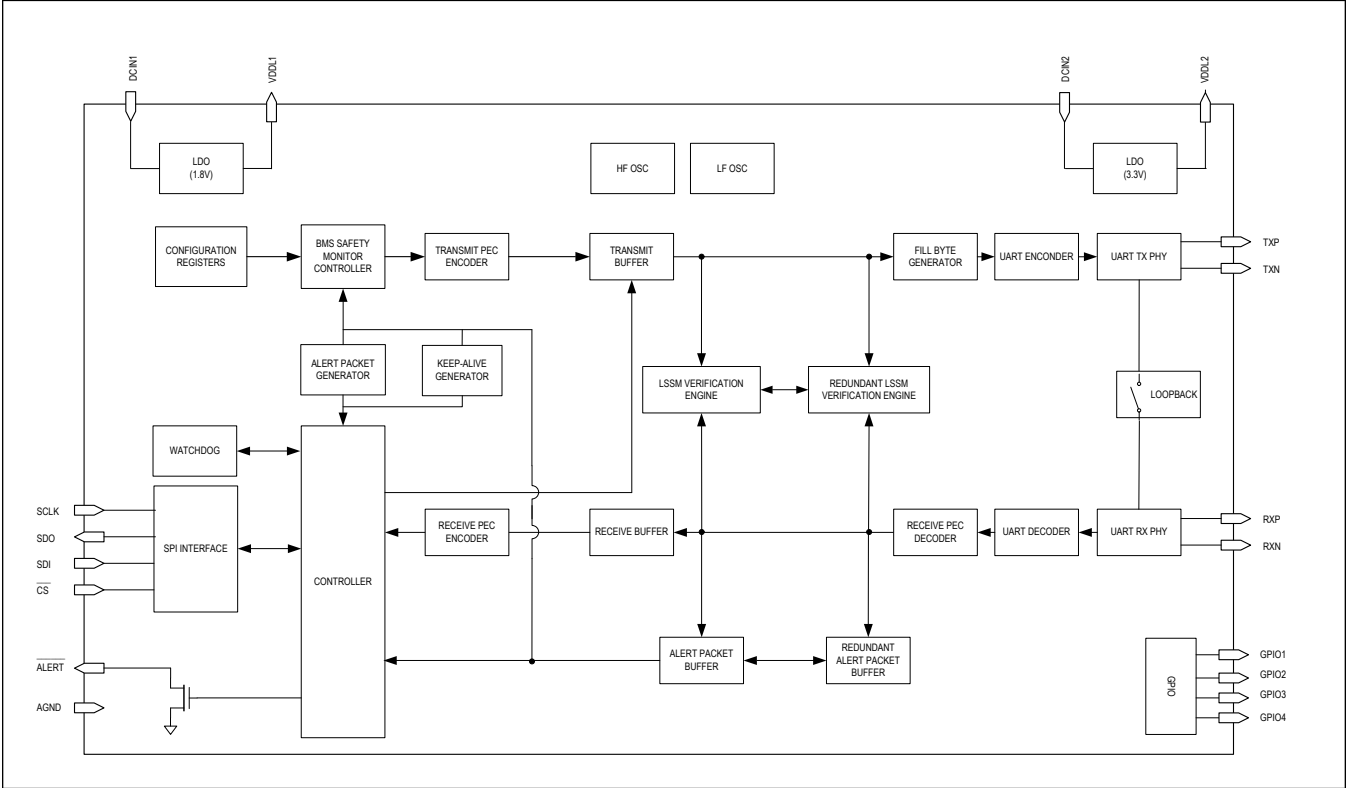 DCIN1
VDDL1
DCIN2
VDDL2
LDO
(1.8V)
HF OSC
LF OSC
LDO
(3.3V)
CONFIGURATION
REGISTERS
BMS SAFETY
MONITOR
CONTROLLER
TRANSMIT PEC
ENCODER
TRANSMIT
BUFFER
FILL BYTE
GENERATOR
UART ENCONDER
UART TX PHY
TXP
TXN
ALERT PACKET
GENERATOR
KEEP-ALIVE
GENERATOR
LSSM VERIFICATION
ENGINE
REDUNDANT LSSM
VERIFICATION ENGINE
LOOPBACK
WATCHDOG
SCLK
SDO
SDI
CS
SPI INTERFACE
CONTROLLER
RECEIVE PEC
ENCODER
RECEIVE BUFFER
RECEIVE PEC
DECODER
UART DECODER
UART RX PHY
RXP
RXN
ALERT
AGND
ALERT PACKET
BUFFER
REDUNDANT
ALERT PACKET
BUFFER
GPIO
GPIO1
GPIO2
GPIO3
GPIO4